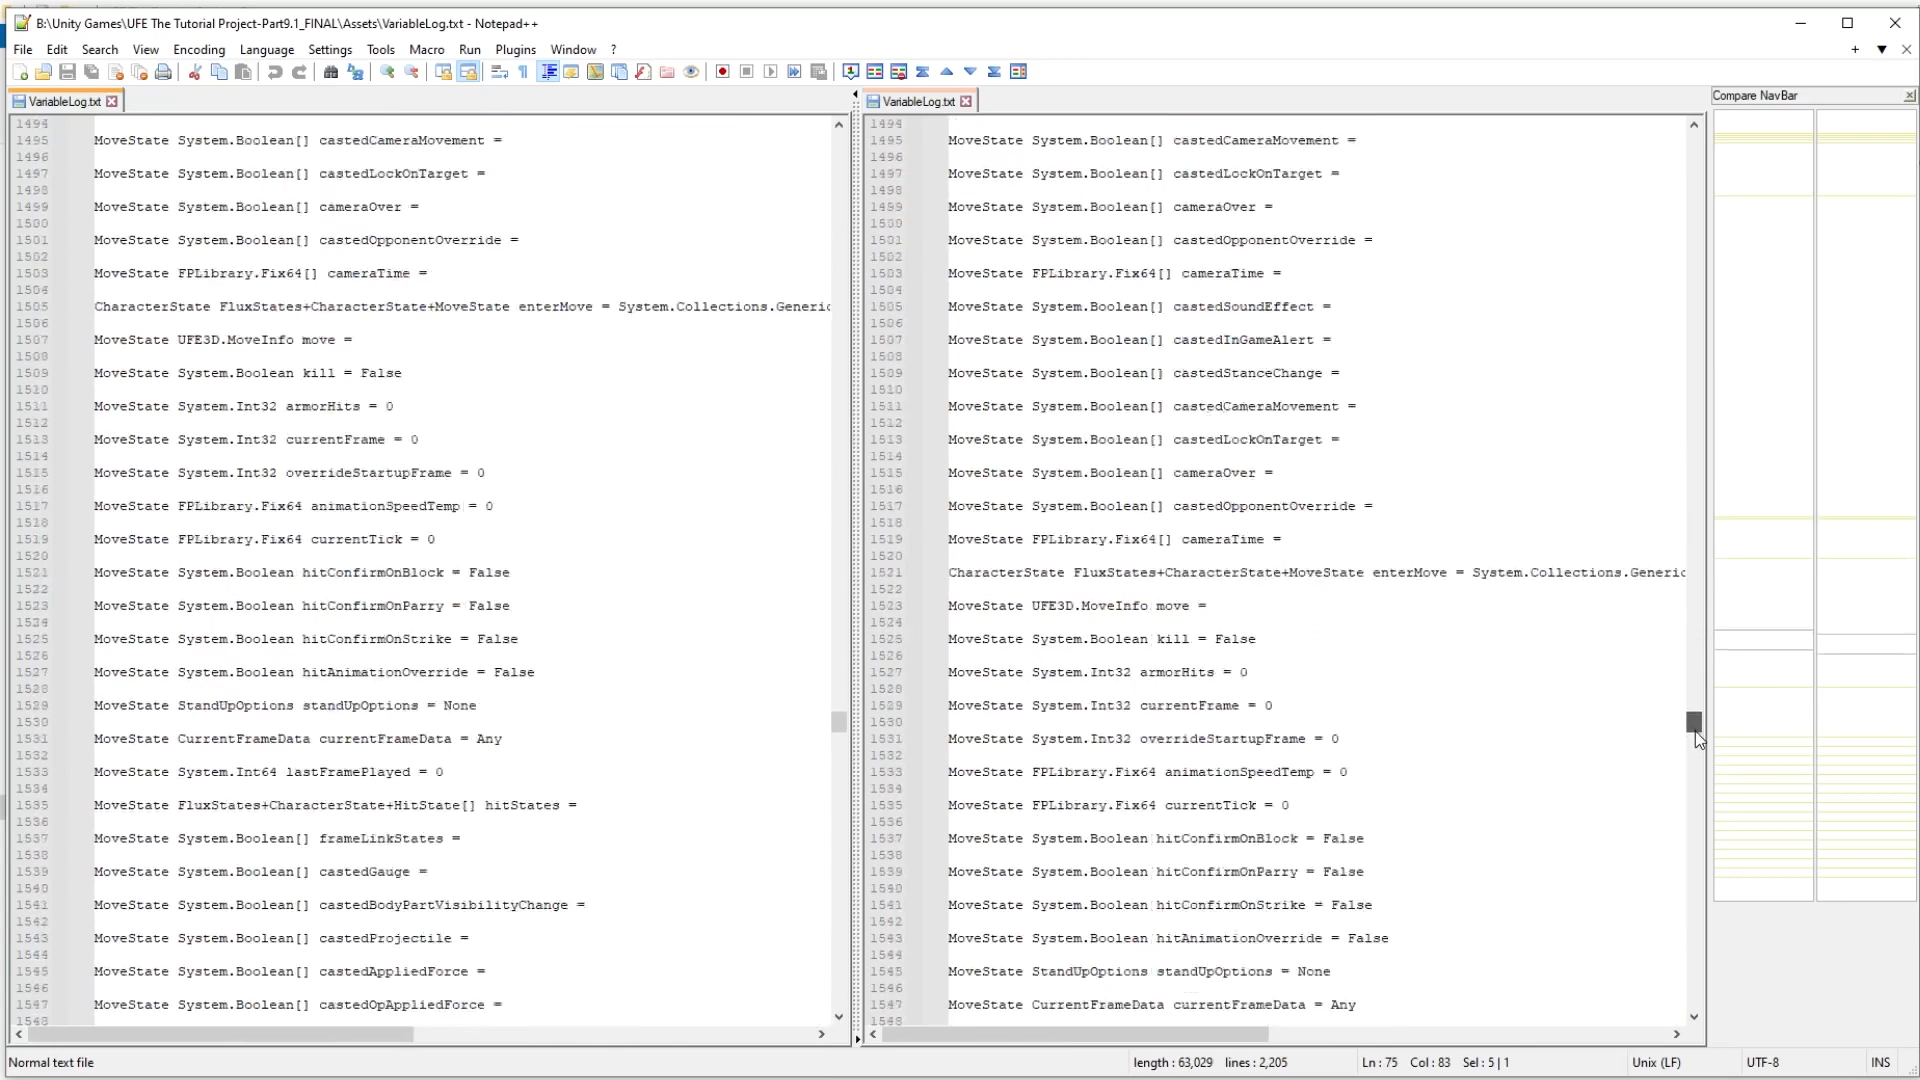 B:\Unity Games\UFE The Tutorial Project-Part9.1_FINAL\Assets\VariableLog.txt - Notepad++
File Edit Search View Encoding Language Settings Tools Macro Run Plugins Window ?
VariableLog.txt
1494
1495 MoveState System.Boolean[] castedCameraMovement =
1496
1497 MoveState System.Boolean[] castedLockOnTarget =
1498
1499 MoveState System.Boolean[] cameraOver =
1500
1501 MoveState System.Boolean[] castedOpponentOverride =
1502
1503 MoveState FPLibrary.Fix64[] cameraTime =
1504
1505 CharacterState FluxStates+CharacterState+MoveState enterMove = System.Collections.Generic
1506
1507 MoveState UFE3D.MoveInfo move =
1508
1509 MoveState System.Boolean kill = False
1510
1511 MoveState System.Int32 armorHits = 0
1512
1513 MoveState System.Int32 currentFrame = 0
1514
1515 MoveState System.Int32 overrideStartupFrame = 0
1516
1517 MoveState FPLibrary.Fix64 animationSpeedTemp = 0
1518
1519 MoveState FPLibrary.Fix64 currentTick = 0
1520
1521 MoveState System.Boolean hitConfirmOnBlock = False
1522
1523 MoveState System.Boolean hitConfirmOnParry = False
1524
1525 MoveState System.Boolean hitConfirmOnStrike = False
1526
1527 MoveState System.Boolean hitAnimationOverride = False
1528
1529 MoveState StandUpOptions standUpOptions = None
1530
1531 MoveState CurrentFrameData currentFrameData = Any
1532
1533 MoveState System.Int64 lastFramePlayed = 0
1534
1535 MoveState FluxStates+CharacterState+HitState[] hitStates =
1536
1537 MoveState System.Boolean[] frameLinkStates =
1538
1539 MoveState System.Boolean[] castedGauge =
1540
1541 MoveState System.Boolean[] castedBodyPartVisibilityChange =
1542
1543 MoveState System.Boolean[] castedProjectile =
1544
1545 MoveState System.Boolean[] castedAppliedForce =
1546
1547 MoveState System.Boolean[] castedOpAppliedForce =
1548
VariableLog.txt
1494
1495 MoveState System.Boolean[] castedCameraMovement =
1496
1497 MoveState System.Boolean[] castedLockOnTarget =
1498
1499 MoveState System.Boolean[] cameraOver =
1500
1501 MoveState System.Boolean[] castedOpponentOverride =
1502
1503 MoveState FPLibrary.Fix64[] cameraTime =
1504
1505 MoveState System.Boolean[] castedSoundEffect =
1506
1507 MoveState System.Boolean[] castedInGameAlert =
1508
1509 MoveState System.Boolean[] castedStanceChange =
1510
1511 MoveState System.Boolean[] castedCameraMovement =
1512
1513 MoveState System.Boolean[] castedLockOnTarget =
1514
1515 MoveState System.Boolean[] cameraOver =
1516
1517 MoveState System.Boolean[] castedOpponentOverride =
1518
1519 MoveState FPLibrary.Fix64[] cameraTime =
1520
1521 CharacterState FluxStates+CharacterState+MoveState enterMove = System.Collections.Generic
1522
1523 MoveState UFE3D.MoveInfo move =
1524
1525 MoveState System.Boolean kill = False
1526
1527 MoveState System.Int32 armorHits = 0
1528
1529 MoveState System.Int32 currentFrame = 0
1530
1531 MoveState System.Int32 overrideStartupFrame = 0
1532
1533 MoveState FPLibrary.Fix64 animationSpeedTemp = 0
1534
1535 MoveState FPLibrary.Fix64 currentTick = 0
1536
1537 MoveState System.Boolean hitConfirmOnBlock = False
1538
1539 MoveState System.Boolean hitConfirmOnParry = False
1540
1541 MoveState System.Boolean hitConfirmOnStrike = False
1542
1543 MoveState System.Boolean hitAnimationOverride = False
1544
1545 MoveState StandUpOptions standUpOptions = None
1546
1547 MoveState CurrentFrameData currentFrameData = Any
1548
Compare NavBar
Normal text file length : 63,029 lines : 2,205 Ln : 75 Col : 83 Sel : 5 | 1 Unix (LF) UTF-8 INS